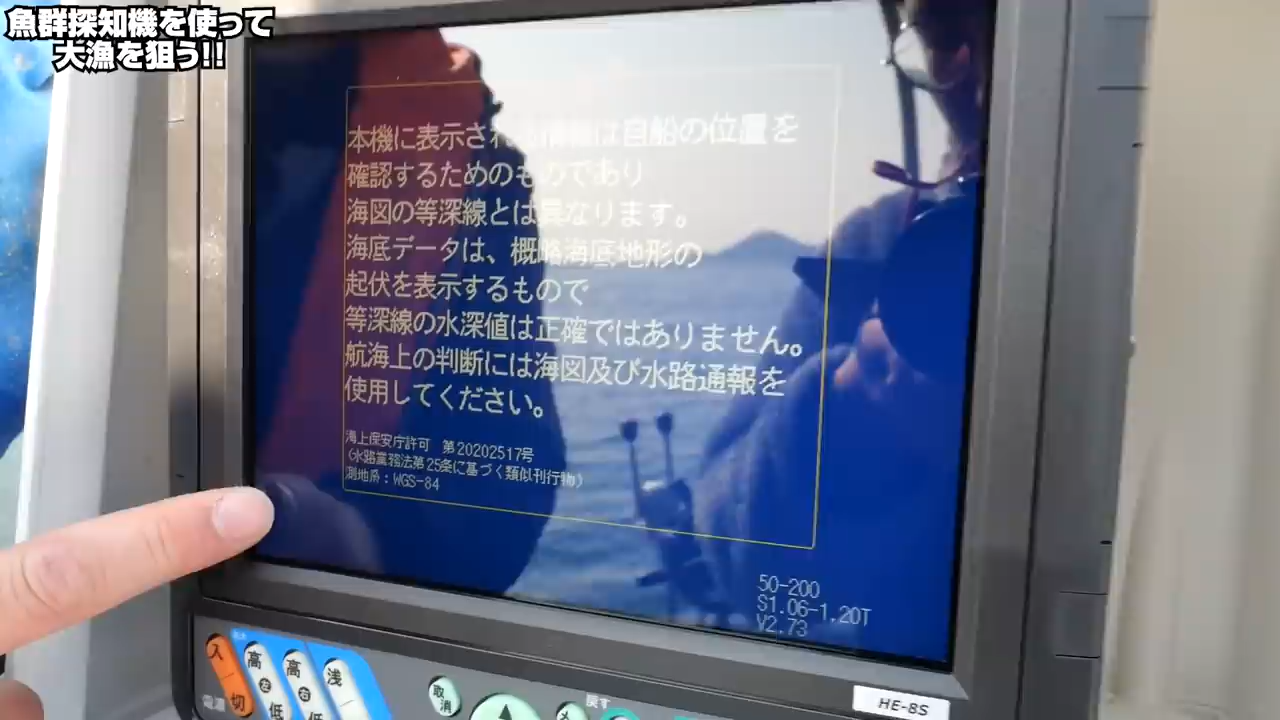 魚群探知機を使って
大漁を狙う!!
本機に表示される情報は自船の位置を
確認するためのものであり
海図の等深線とは異なります。
海底データは、概略海底地形の
起伏を表示するもので
等深線の水深値は正確ではありません。
航海上の判断には海図及び水路通報を
使用してください。
海上保安庁許可 第20202517号
(水路業務法第25条に基づく類似刊行物)
測地系:WGS-84
50-200
S1.06-1.20T
V2.73
HE-8S
入
切
電源
高
左
低
高
右
低
浅
取消
戻す